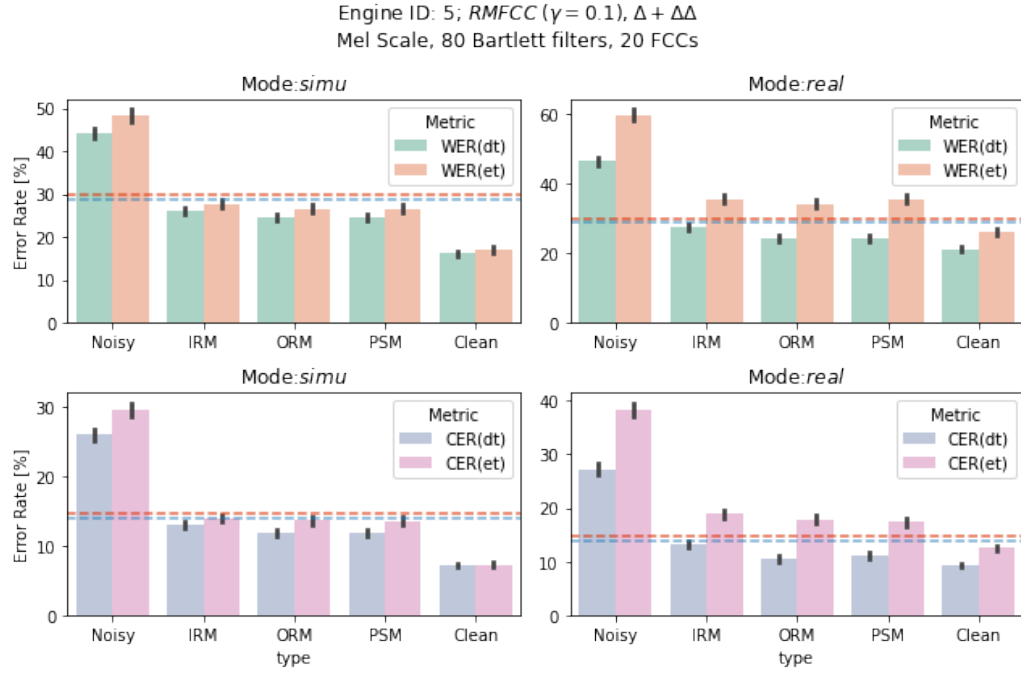 Engine ID: 5; RMFCC (γ = 0.1), Δ + ΔΔ
Mel Scale, 80 Bartlett filters, 20 FCCs
Mode:simu
Error Rate [%]
50
40
30
20
10
0
Metric
WER(dt)
WER(et)
Noisy IRM ORM PSM Clean
Mode:real
60
40
20
0
Metric
WER(dt)
WER(et)
Noisy IRM ORM PSM Clean
Mode:simu
Error Rate [%]
30
20
10
0
Metric
CER(dt)
CER(et)
Noisy IRM ORM PSM Clean
type
Mode:real
40
30
20
10
0
Metric
CER(dt)
CER(et)
Noisy IRM ORM PSM Clean
type